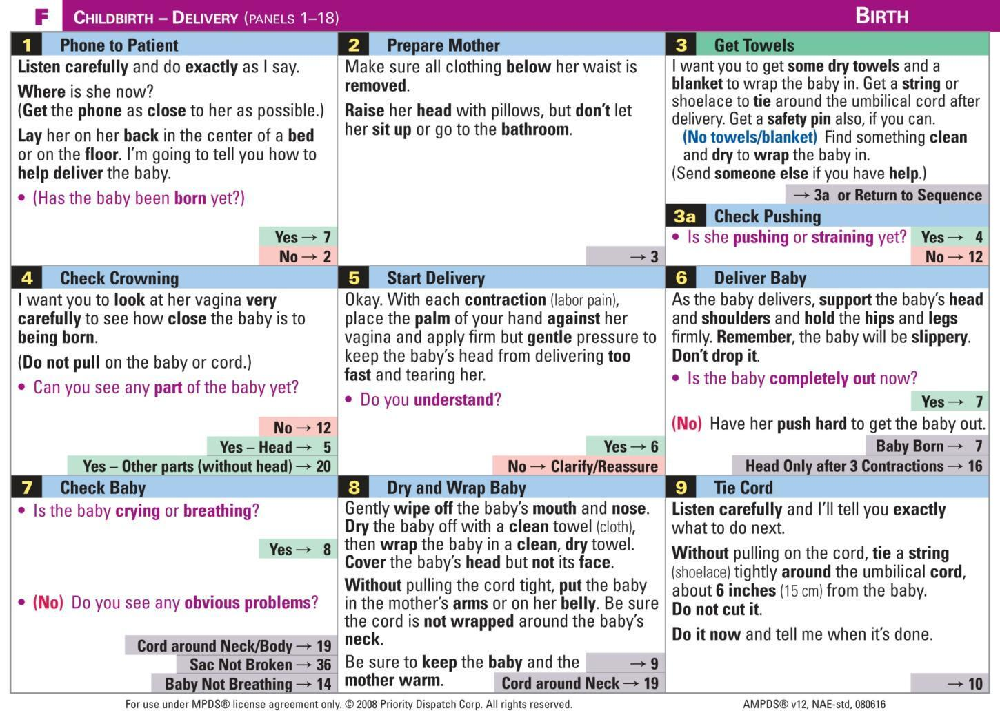 F CHILDBIRTH – DELIVERY (PANELS 1–18) BIRTH
1 Phone to Patient
Listen carefully and do exactly as I say.
Where is she now?
(Get the phone as close to her as possible.)
Lay her on her back in the center of a bed
or on the floor. I'm going to tell you how to
help deliver the baby.
• (Has the baby been born yet?)
Yes → 7
No → 2
2 Prepare Mother
Make sure all clothing below her waist is
removed.
Raise her head with pillows, but don't let
her sit up or go to the bathroom.
→ 3
3 Get Towels
I want you to get some dry towels and a
blanket to wrap the baby in. Get a string or
shoelace to tie around the umbilical cord after
delivery. Get a safety pin also, if you can.
(No towels/blanket) Find something clean
and dry to wrap the baby in.
(Send someone else if you have help.)
→ 3a or Return to Sequence
3a Check Pushing
• Is she pushing or straining yet? Yes → 4
No → 12
4 Check Crowning
I want you to look at her vagina very
carefully to see how close the baby is to
being born.
(Do not pull on the baby or cord.)
• Can you see any part of the baby yet?
No → 12
Yes – Head → 5
Yes – Other parts (without head) → 20
5 Start Delivery
Okay. With each contraction (labor pain),
place the palm of your hand against her
vagina and apply firm but gentle pressure to
keep the baby's head from delivering too
fast and tearing her.
• Do you understand?
Yes → 6
No → Clarify/Reassure
6 Deliver Baby
As the baby delivers, support the baby's head
and shoulders and hold the hips and legs
firmly. Remember, the baby will be slippery.
Don't drop it.
• Is the baby completely out now?
Yes → 7
(No) Have her push hard to get the baby out.
Baby Born → 7
Head Only after 3 Contractions → 16
7 Check Baby
• Is the baby crying or breathing?
Yes → 8
• (No) Do you see any obvious problems?
Cord around Neck/Body → 19
Sac Not Broken → 36
Baby Not Breathing → 14
8 Dry and Wrap Baby
Gently wipe off the baby's mouth and nose.
Dry the baby off with a clean towel (cloth),
then wrap the baby in a clean, dry towel.
Cover the baby's head but not its face.
Without pulling the cord tight, put the baby
in the mother's arms or on her belly. Be sure
the cord is not wrapped around the baby's
neck.
Be sure to keep the baby and the → 9
mother warm. Cord around Neck → 19
9 Tie Cord
Listen carefully and I'll tell you exactly
what to do next.
Without pulling on the cord, tie a string
(shoelace) tightly around the umbilical cord,
about 6 inches (15 cm) from the baby.
Do not cut it.
Do it now and tell me when it's done.
→ 10
For use under MPDS® license agreement only. © 2008 Priority Dispatch Corp. All rights reserved. AMPDS® v12, NAE-std, 080616